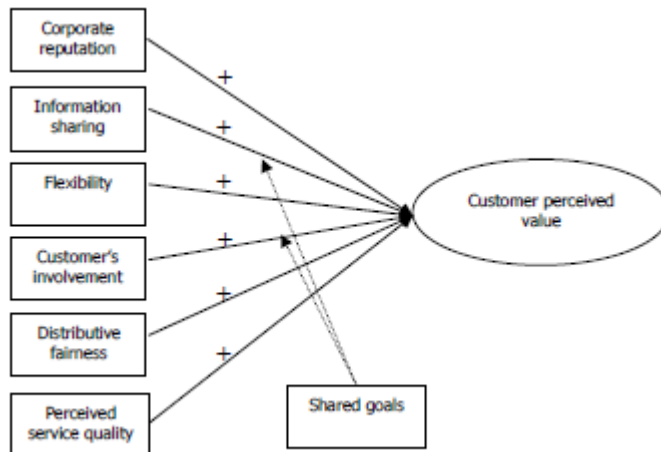 Corporate
reputation
+
Information
sharing
+
Flexibility
+
Customer perceived
value
Customer's
involvement
+
Distributive
fairness
+
Perceived
service quality
+
Shared goals